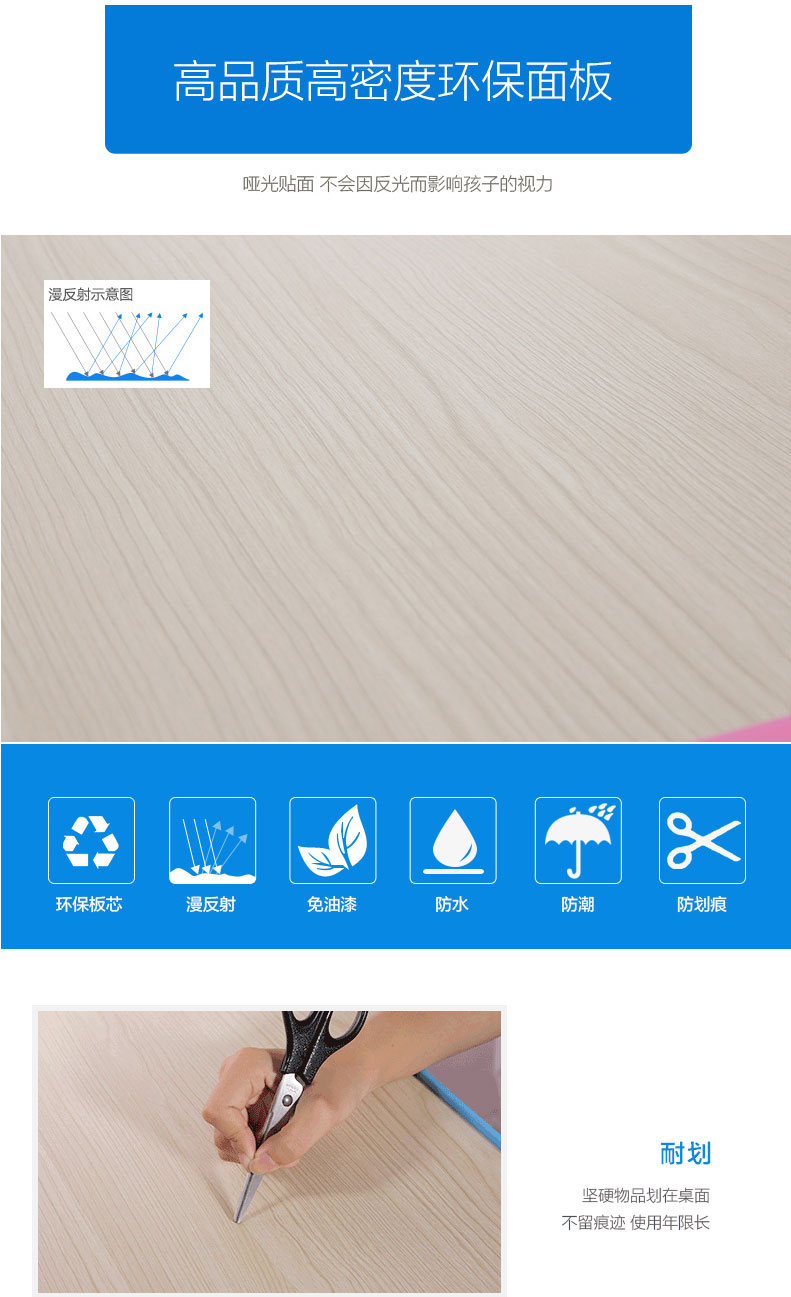 高品质高密度环保面板
哑光贴面 不会因反光而影响孩子的视力
漫反射示意图
环保板芯
漫反射
免油漆
防水
防潮
防划痕
耐划
坚硬物品划在桌面
不留痕迹 使用年限长